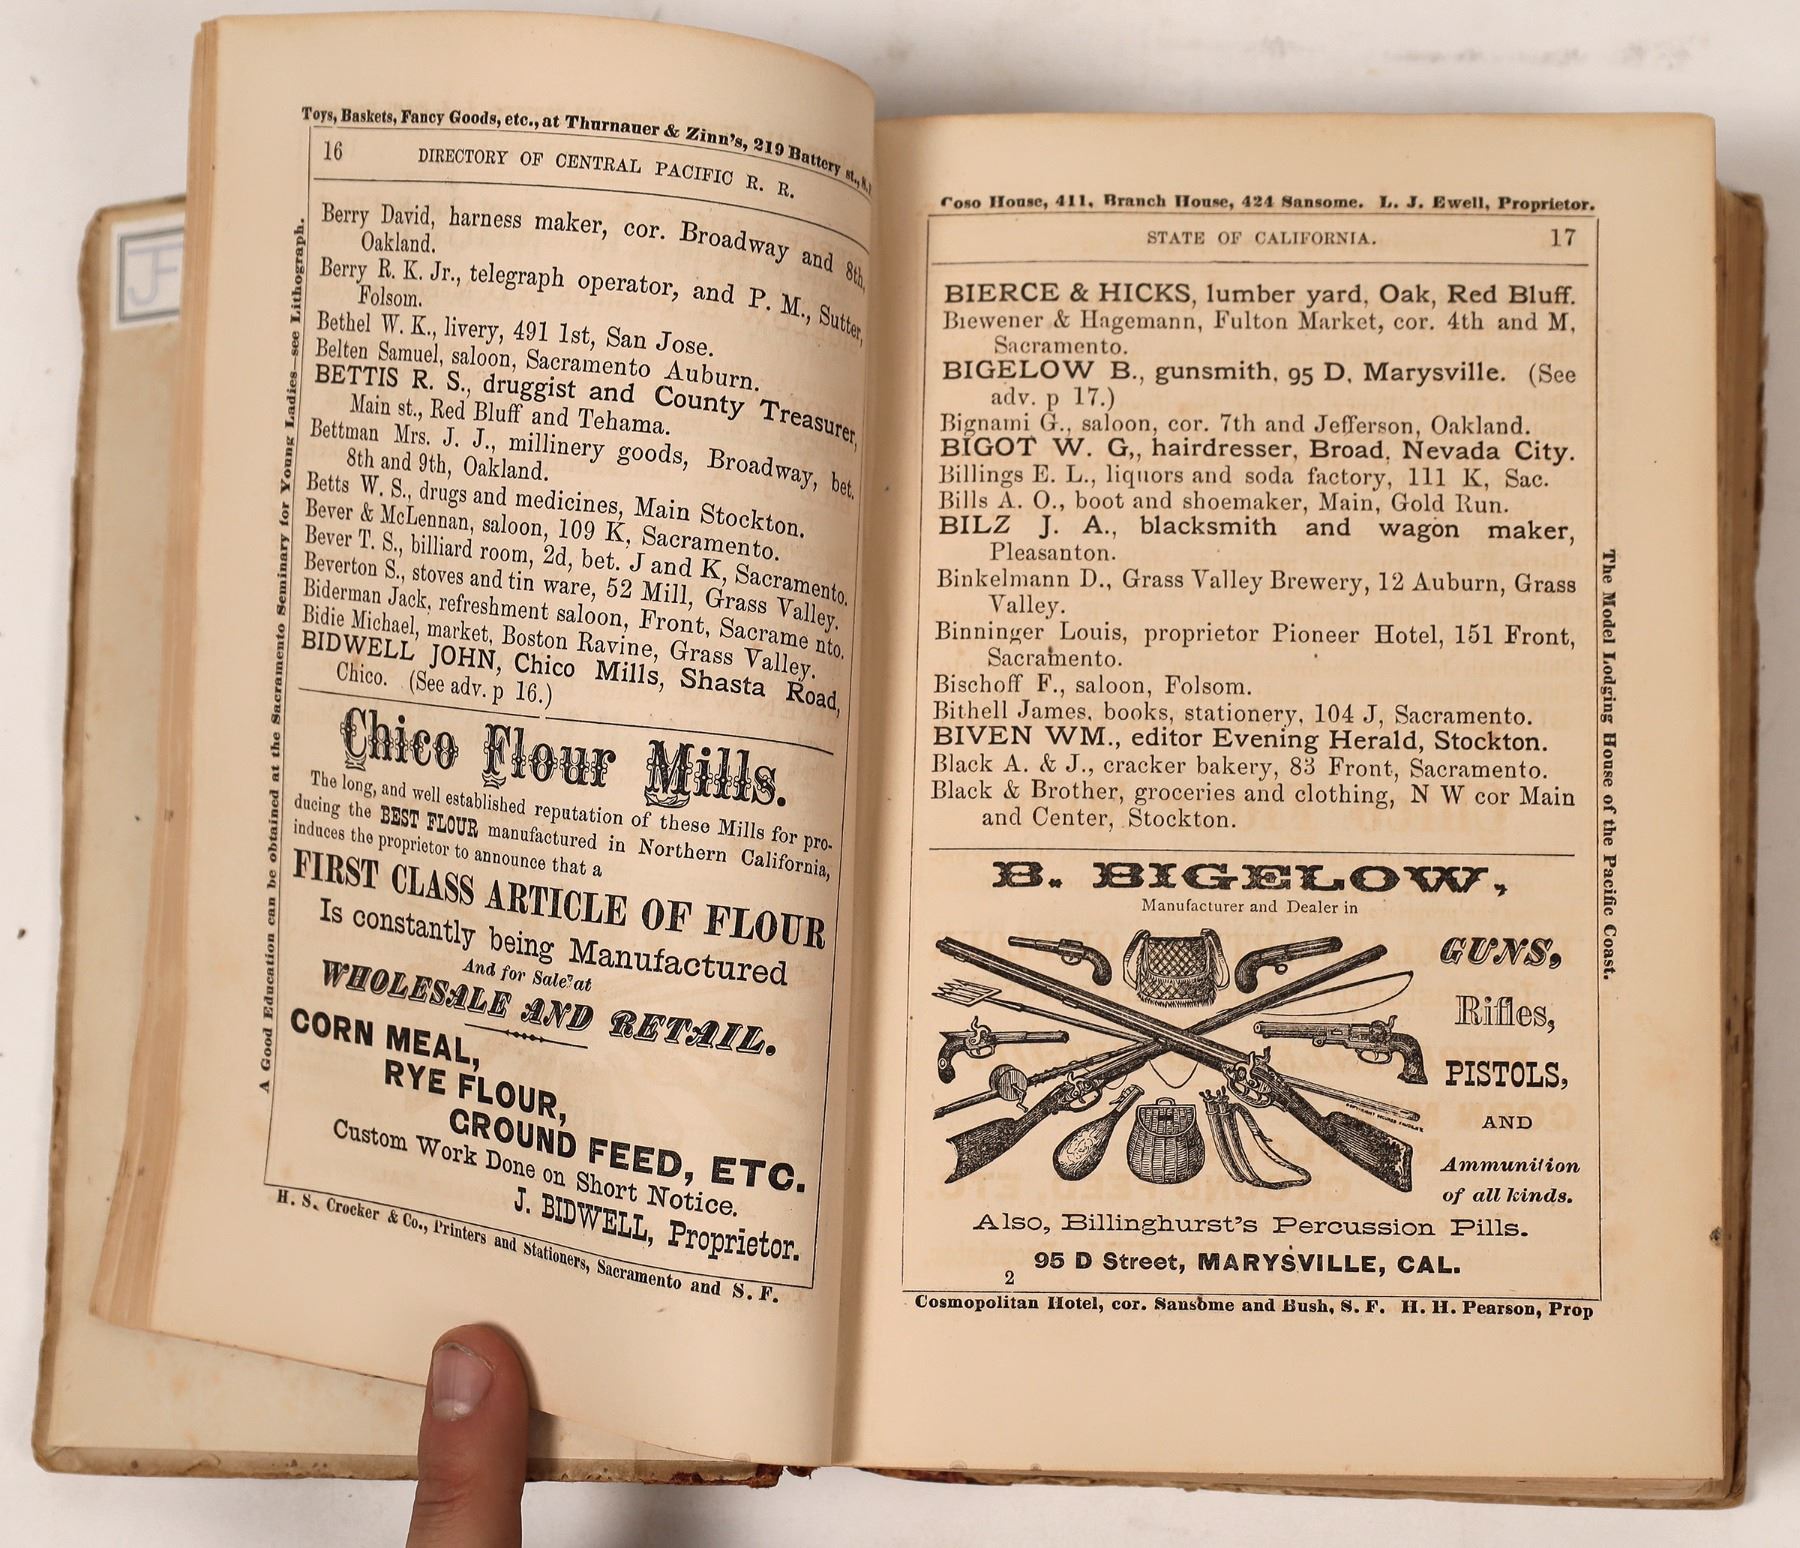 Toys, Baskets, Fancy Goods, etc., at Thurnauer & Zinn's, 219 Battery st.,
16 DIRECTORY OF CENTRAL PACIFIC R. R.
A Good Education can be obtained at the Sacramento Seminary for Young Ladies—see Lithograph.
Berry David, harness maker, cor. Broadway and 8th,
Oakland.
Berry R. K. Jr., telegraph operator, and P. M., Sutter,
Folsom.
Bethel W. K., livery, 491 1st, San Jose.
Belten Samuel, saloon, Sacramento Auburn.
BETTIS R. S., druggist and County Treasurer,
Main st., Red Bluff and Tehama.
Bettman Mrs. J. J., millinery goods, Broadway, bet.
8th and 9th, Oakland.
Betts W. S., drugs and medicines, Main Stockton.
Bever & McLennan, saloon, 109 K, Sacramento.
Bever T. S., billiard room, 2d, bet. J and K, Sacramento.
Beverton S., stoves and tin ware, 52 Mill, Grass Valley.
Biderman Jack, refreshment saloon, Front, Sacrame nto.
Bidie Michael, market, Boston Ravine, Grass Valley.
BIDWELL JOHN, Chico Mills, Shasta Road,
Chico. (See adv. p 16.)
Chico Flour Mills.
The long, and well established reputation of these Mills for pro-
ducing the BEST FLOUR manufactured in Northern California,
induces the proprietor to announce that a
FIRST CLASS ARTICLE OF FLOUR
Is constantly being Manufactured
And for Sale at
WHOLESALE AND RETAIL.
CORN MEAL,
RYE FLOUR,
GROUND FEED, ETC.
Custom Work Done on Short Notice.
J. BIDWELL, Proprietor.
H. S. Crocker & Co., Printers and Stationers, Sacramento and S. F.
Coso House, 411, Branch House, 424 Sansome. L. J. Ewell, Proprietor.
STATE OF CALIFORNIA. 17
BIERCE & HICKS, lumber yard, Oak, Red Bluff.
Biewener & Hagemann, Fulton Market, cor. 4th and M,
Sacramento.
BIGELOW B., gunsmith, 95 D, Marysville. (See
adv. p 17.)
Bignami G., saloon, cor. 7th and Jefferson, Oakland.
BIGOT W. G,, hairdresser, Broad, Nevada City.
Billings E. L., liquors and soda factory, 111 K, Sac.
Bills A. O., boot and shoemaker, Main, Gold Run.
BILZ J. A., blacksmith and wagon maker,
Pleasanton.
Binkelmann D., Grass Valley Brewery, 12 Auburn, Grass
Valley.
Binninger Louis, proprietor Pioneer Hotel, 151 Front,
Sacramento.
Bischoff F., saloon, Folsom.
Bithell James, books, stationery, 104 J, Sacramento.
BIVEN WM., editor Evening Herald, Stockton.
Black A. & J., cracker bakery, 83 Front, Sacramento.
Black & Brother, groceries and clothing, N W cor Main
and Center, Stockton.
B. BIGELOW,
Manufacturer and Dealer in
GUNS,
Rifles,
PISTOLS,
AND
Ammunition
of all kinds.
Also, Billinghurst's Percussion Pills.
95 D Street, MARYSVILLE, CAL.
2
Cosmopolitan Hotel, cor. Sansome and Bush, S. F. H. H. Pearson, Prop
The Model Lodging House of the Pacific Coast.